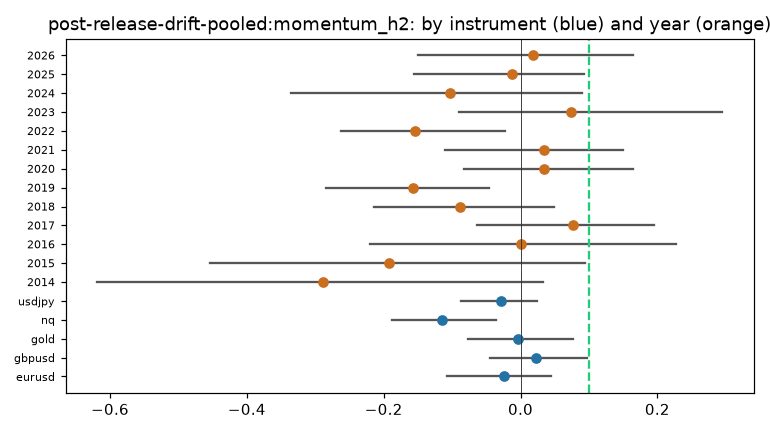 post-release-drift-pooled:momentum_h2: by instrument (blue) and year (orange)
2026
2025
2024
2023
2022
2021
2020
2019
2018
2017
2016
2015
2014
usdjpy
nq
gold
gbpusd
eurusd
−0.6 −0.4 −0.2 0.0 0.2